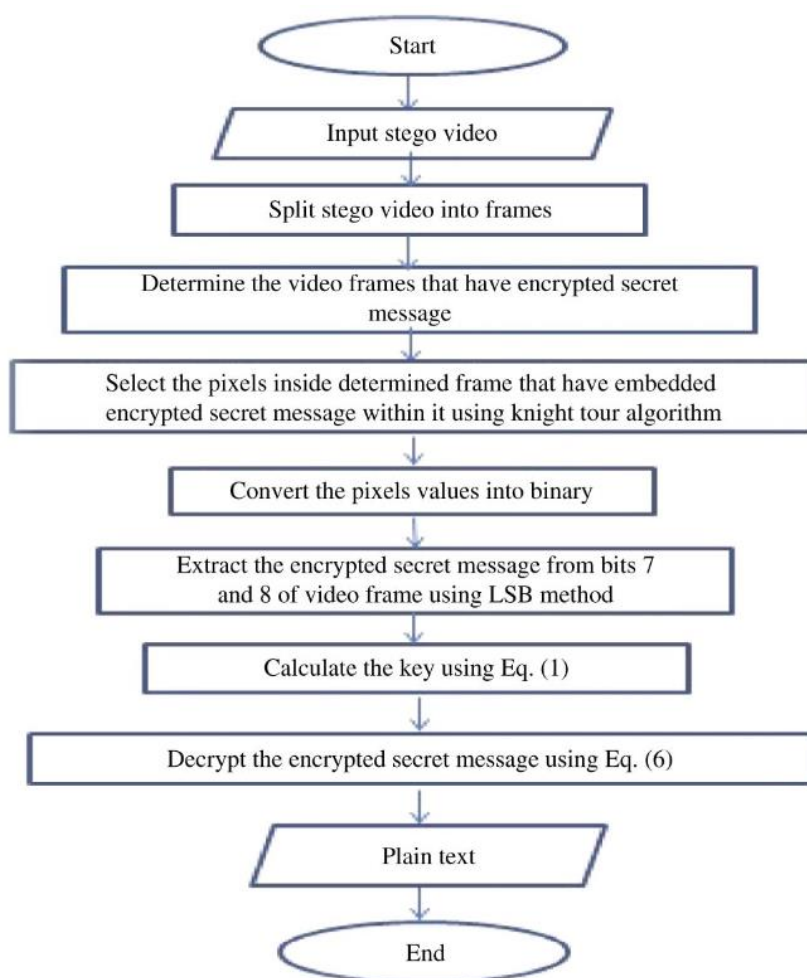 Start
Input stego video
Split stego video into frames
Determine the video frames that have encrypted secret
message
Select the pixels inside determined frame that have embedded
encrypted secret message within it using knight tour algorithm
Convert the pixels values into binary
Extract the encrypted secret message from bits 7
and 8 of video frame using LSB method
Calculate the key using Eq. (1)
Decrypt the encrypted secret message using Eq. (6)
Plain text
End